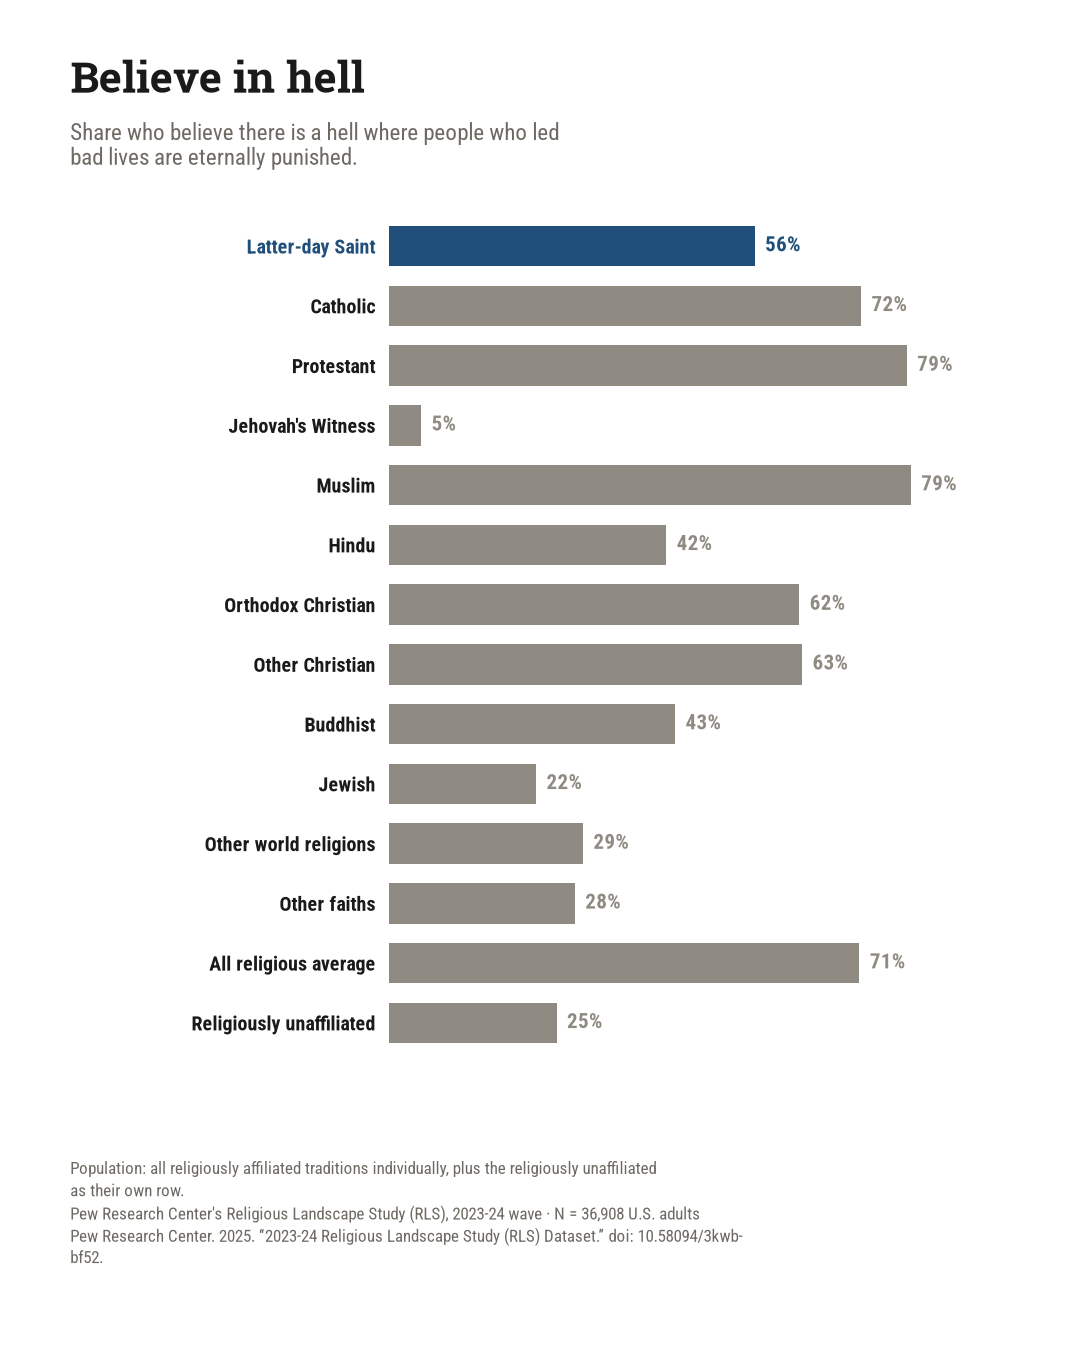 Believe in hell
Share who believe there is a hell where people who led
bad lives are eternally punished.
Latter-day Saint 56%
Catholic 72%
Protestant 79%
Jehovah's Witness 5%
Muslim 79%
Hindu 42%
Orthodox Christian 62%
Other Christian 63%
Buddhist 43%
Jewish 22%
Other world religions 29%
Other faiths 28%
All religious average 71%
Religiously unaffiliated 25%
Population: all religiously affiliated traditions individually, plus the religiously unaffiliated
as their own row.
Pew Research Center's Religious Landscape Study (RLS), 2023-24 wave · N = 36,908 U.S. adults
Pew Research Center. 2025. “2023-24 Religious Landscape Study (RLS) Dataset.” doi: 10.58094/3kwb-
bf52.